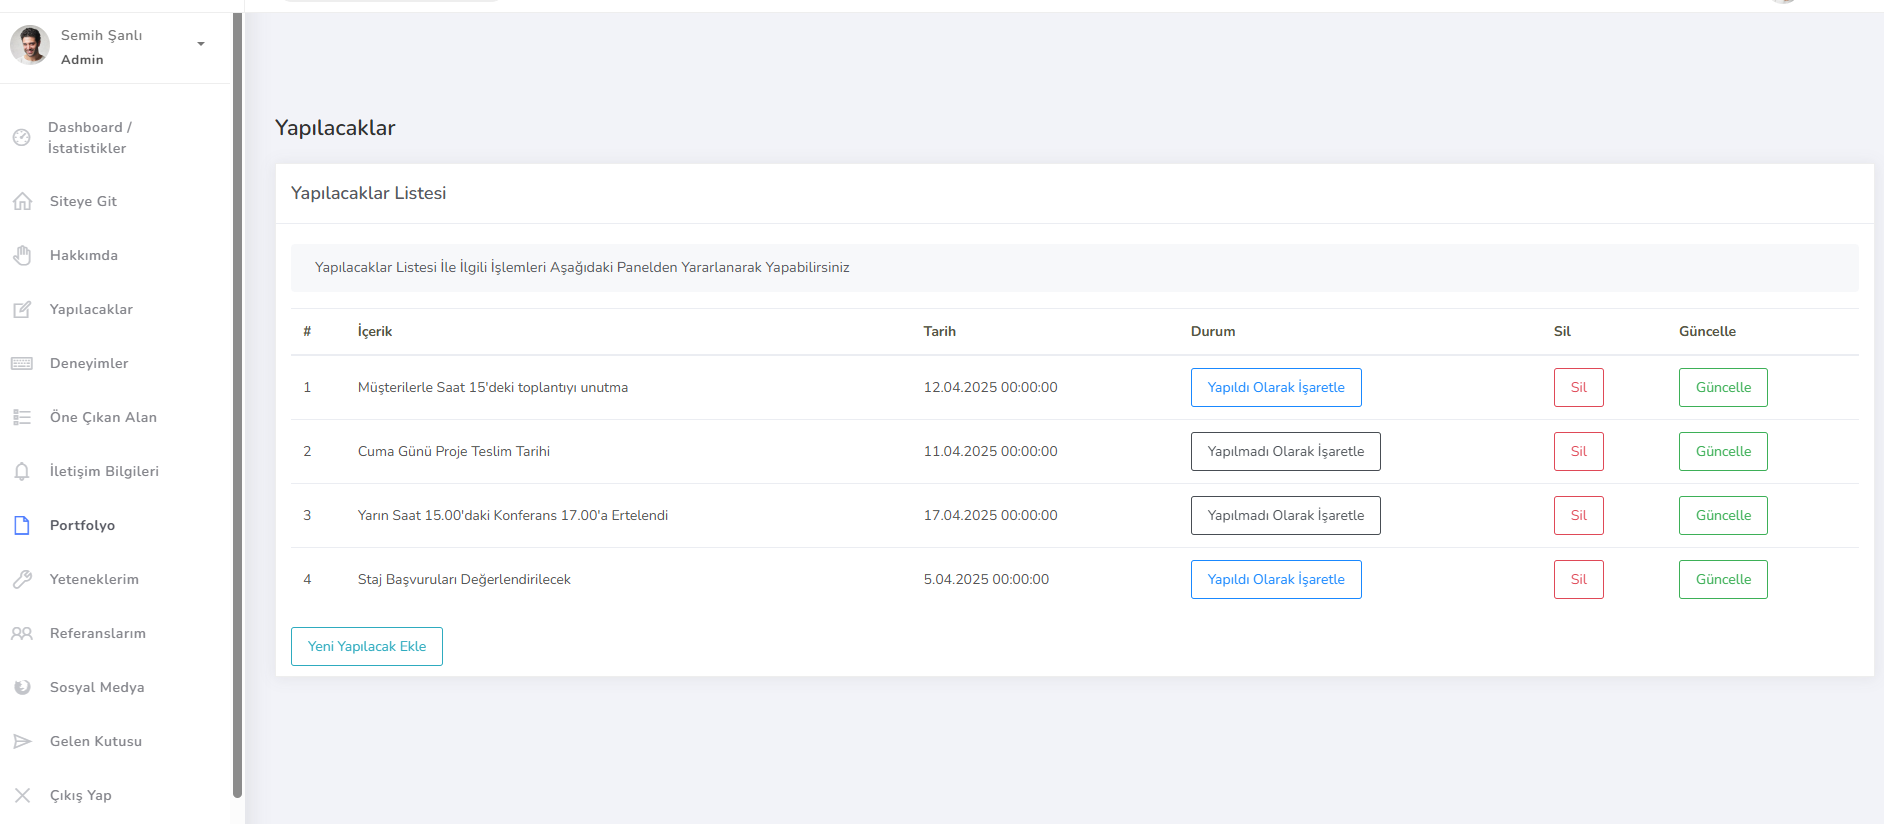 Semih Şanlı
Admin
Dashboard /
İstatistikler
Siteye Git
Hakkımda
Yapılacaklar
Deneyimler
Öne Çıkan Alan
İletişim Bilgileri
Portfolyo
Yeteneklerim
Referanslarım
Sosyal Medya
Gelen Kutusu
Çıkış Yap
Yapılacaklar
Yapılacaklar Listesi
Yapılacaklar Listesi İle İlgili İşlemleri Aşağıdaki Panelden Yararlanarak Yapabilirsiniz
# İçerik Tarih Durum Sil Güncelle
1 Müşterilerle Saat 15'deki toplantıyı unutma 12.04.2025 00:00:00 Yapıldı Olarak İşaretle Sil Güncelle
2 Cuma Günü Proje Teslim Tarihi 11.04.2025 00:00:00 Yapılmadı Olarak İşaretle Sil Güncelle
3 Yarın Saat 15.00'daki Konferans 17.00'a Ertelendi 17.04.2025 00:00:00 Yapılmadı Olarak İşaretle Sil Güncelle
4 Staj Başvuruları Değerlendirilecek 5.04.2025 00:00:00 Yapıldı Olarak İşaretle Sil Güncelle
Yeni Yapılacak Ekle